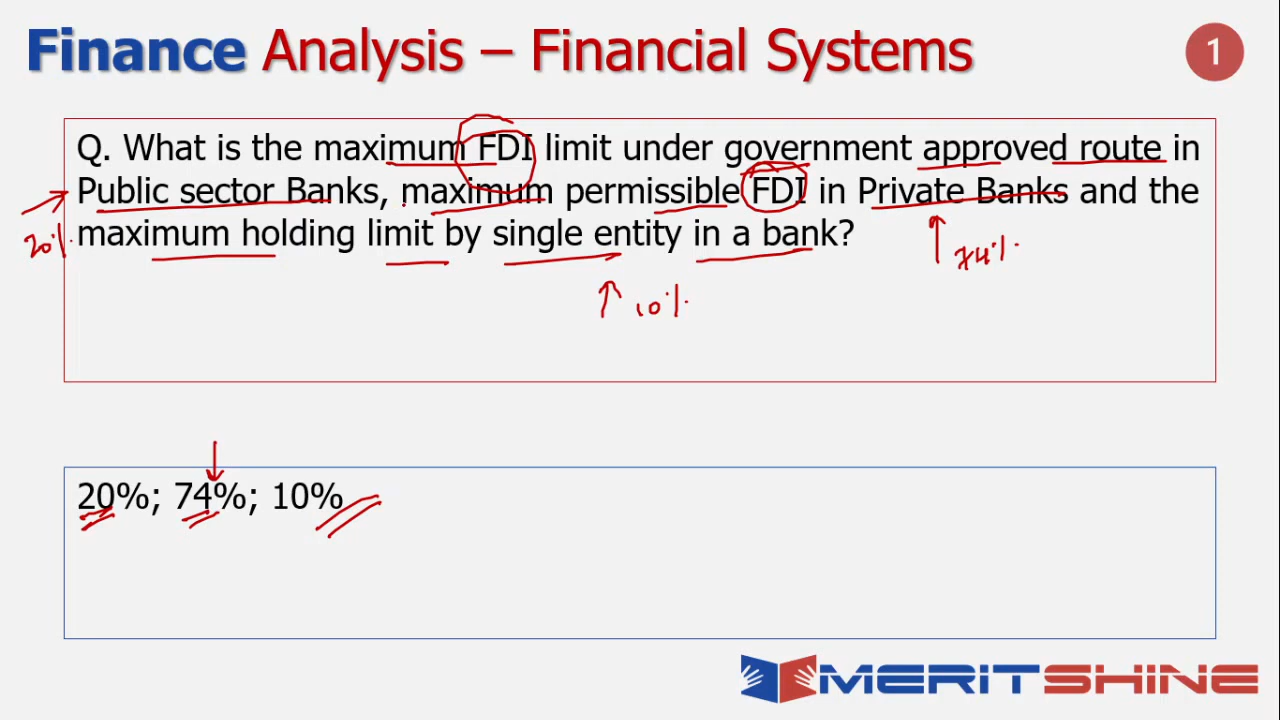 Finance Analysis – Financial Systems
1
Q. What is the maximum FDI limit under government approved route in
Public sector Banks, maximum permissible FDI in Private Banks and the
maximum holding limit by single entity in a bank?
20%
74%
10%
20%; 74%; 10%
MERITSHINE